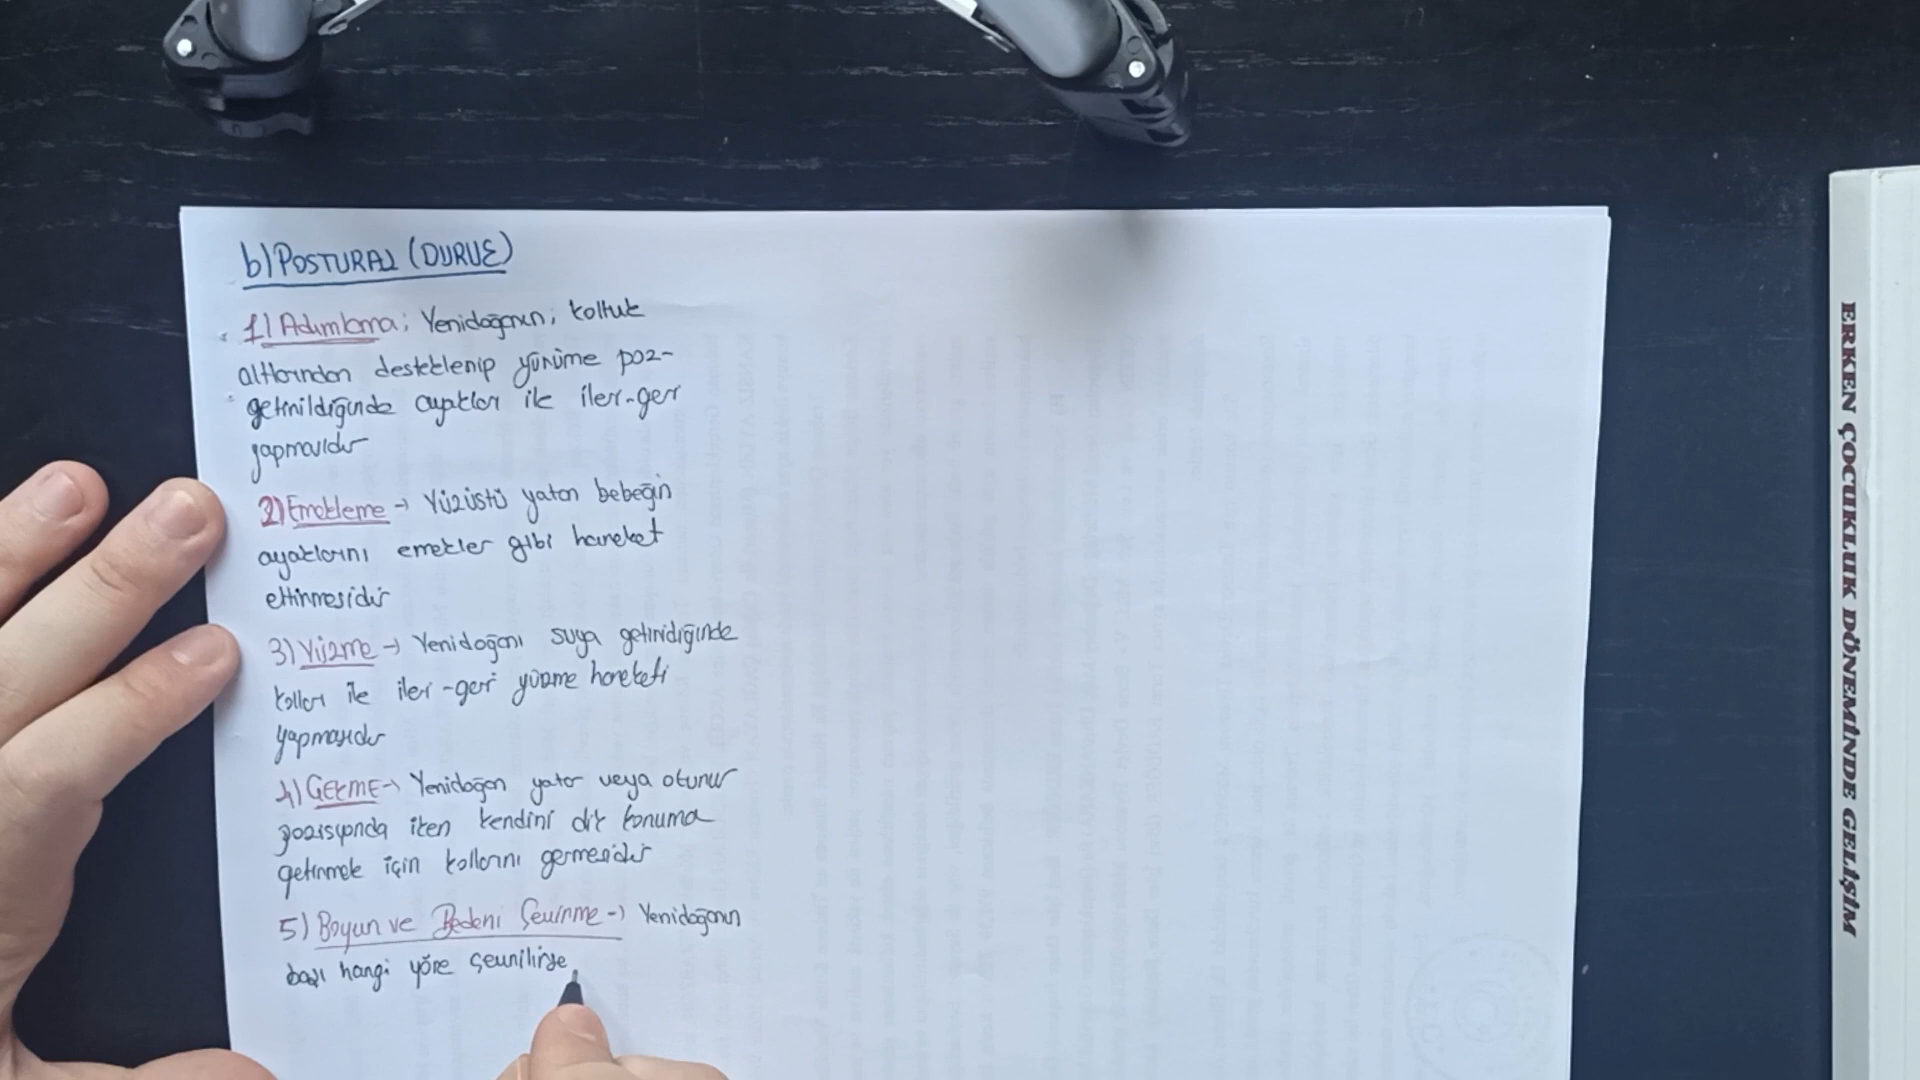 b) POSTURAL (DURUŞ)
1) Adımlama; Yenidoğanın; koltuk
altlarından desteklenip yürüme poz-
getirildiğinde ayakları ile ileri-geri
yapmasıdır
2) Emekleme → Yüzüstü yatan bebeğin
ayaklarını emekler gibi hareket
ettirmesidir
3) Yüzme → Yenidoğanı suya getiridiğinde
kolları ile ileri-geri yüzme hareketi
yapmasıdır
4) Çekme → Yenidoğan yatar veya oturur
pozisyonda iken kendini dik konuma
getirmek için kollarını germesidir
5) Boyun ve Bedeni Çevirme → Yenidoğanın
başı hangi yöne çevrilirse
ERKEN ÇOCUKLUK DÖNEMİNDE GELİŞİM